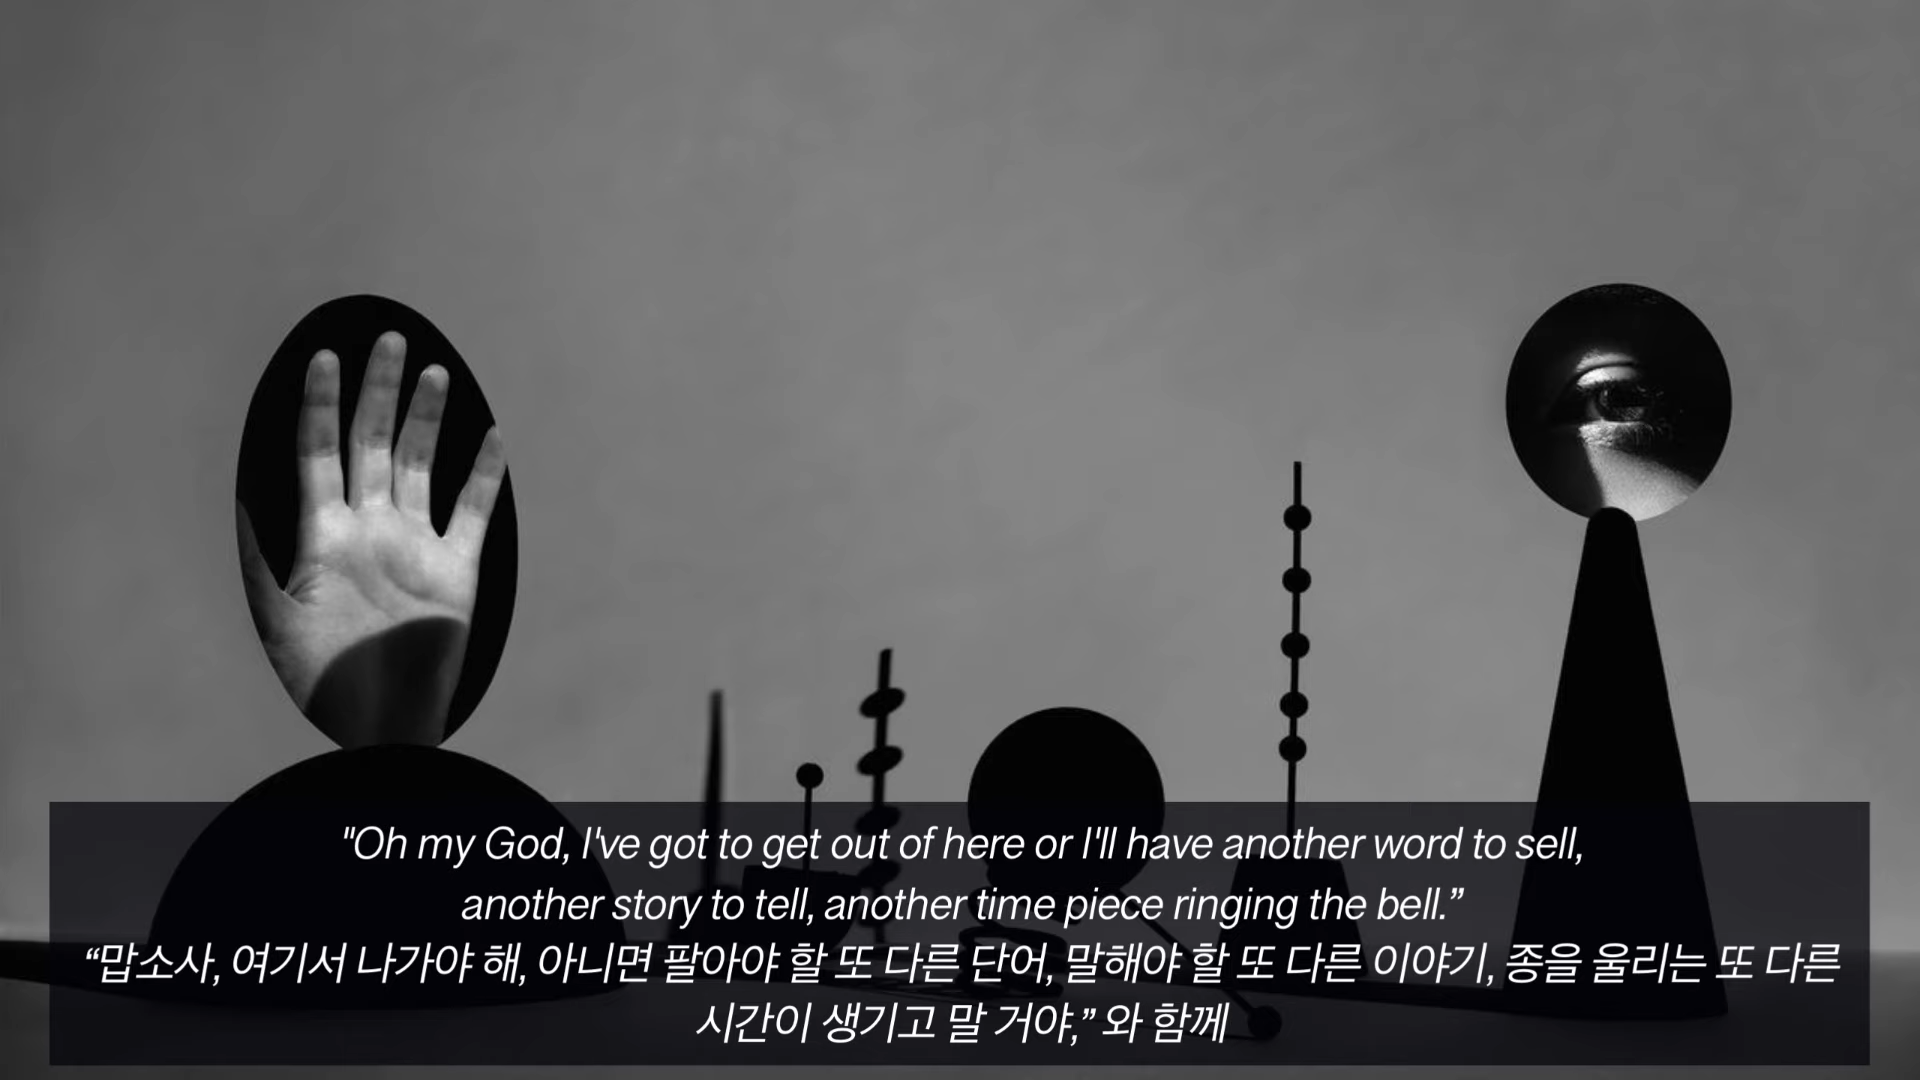 "Oh my God, I've got to get out of here or I'll have another word to sell,
another story to tell, another time piece ringing the bell.”
“맙소사, 여기서 나가야 해, 아니면 팔아야 할 또 다른 단어, 말해야 할 또 다른 이야기, 종을 울리는 또 다른
시간이 생기고 말 거야,” 와 함께